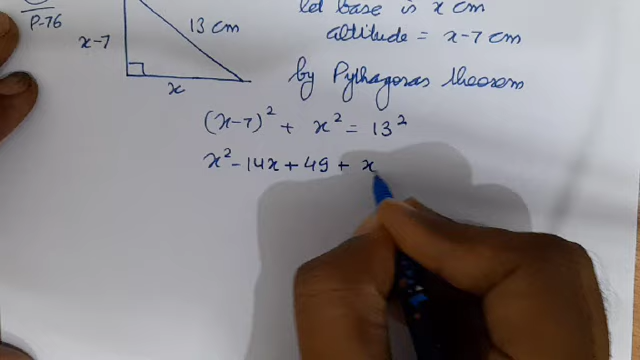 let base is x cm
P-76
13 cm
altitude = x-7 cm
x-7
x
by Pythagoras theorem
(x-7)² + x² = 13²
x² - 14x + 49 + x